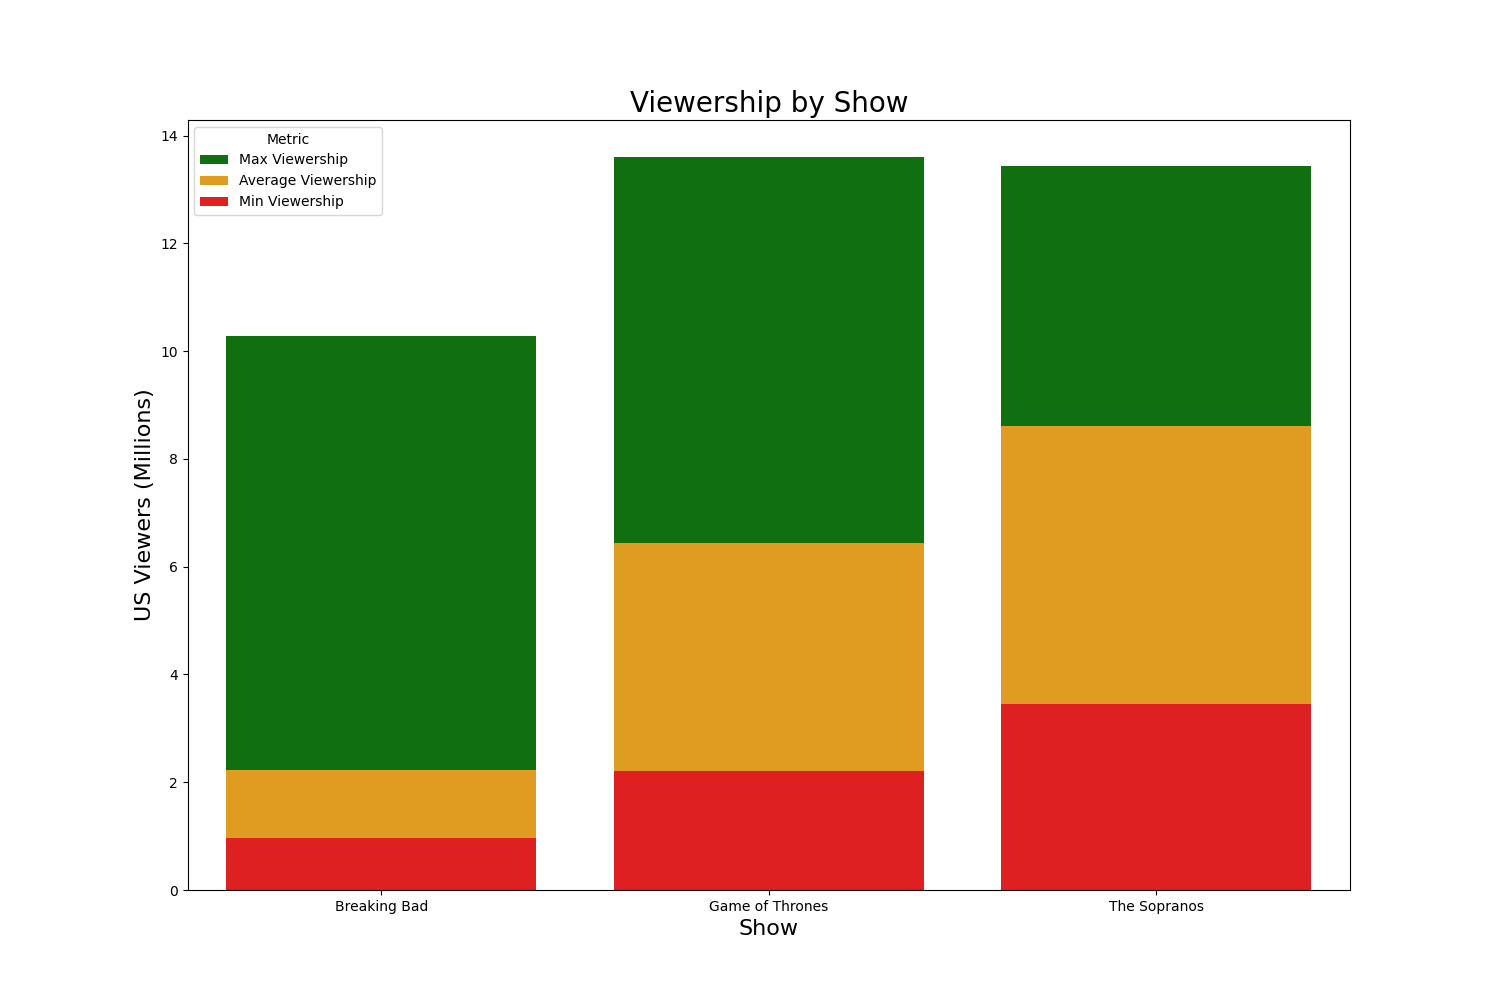 Viewership by Show
Metric
Max Viewership
Average Viewership
Min Viewership
US Viewers (Millions)
14
12
10
8
6
4
2
0
Breaking Bad
Game of Thrones
The Sopranos
Show